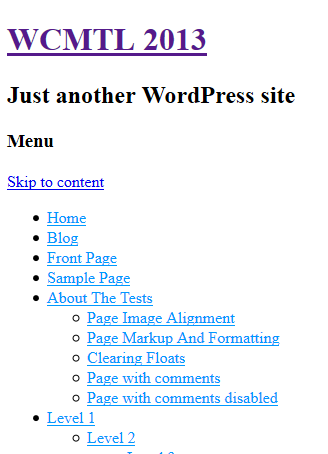 WCMTL 2013
Just another WordPress site
Menu
Skip to content
Home
Blog
Front Page
Sample Page
About The Tests
Page Image Alignment
Page Markup And Formatting
Clearing Floats
Page with comments
Page with comments disabled
Level 1
Level 2